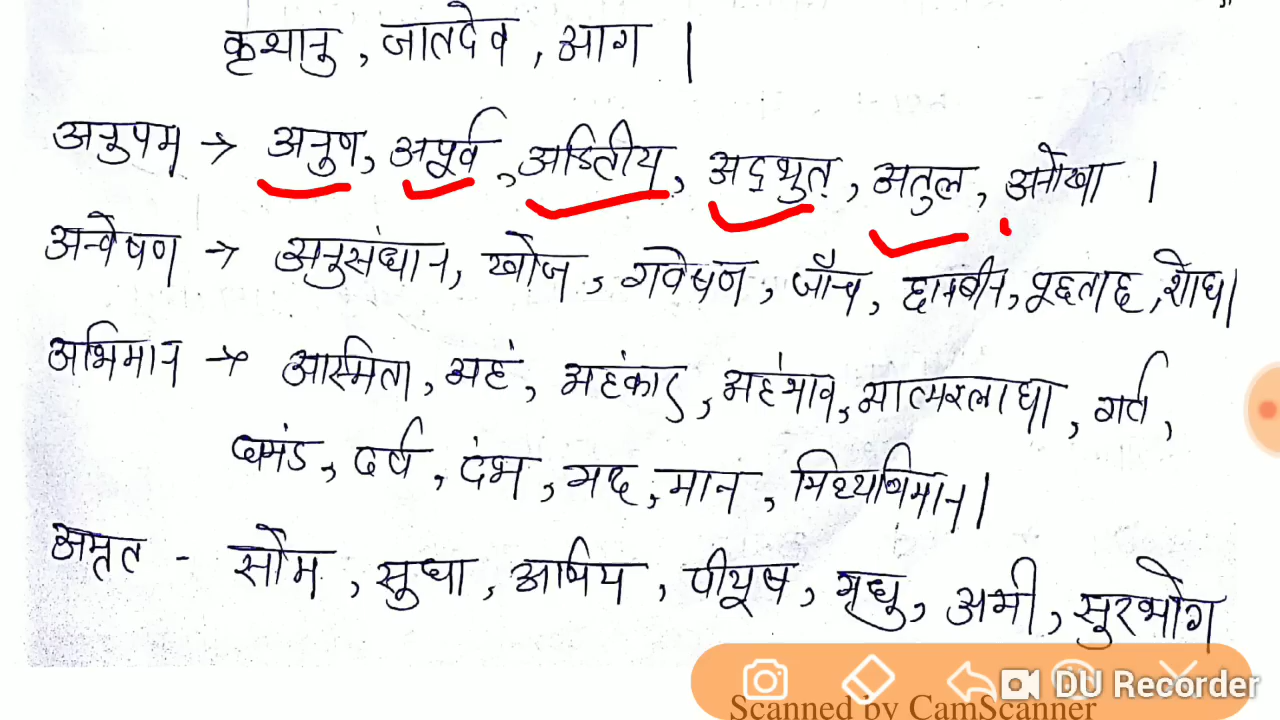 कृशानु, जातदेव, आग |
अनुपम → अनुण, अपूर्व, अद्वितीय, अद्भुत, अतुल, अनोखा |
अन्वेषण → अनुसंधान, खोज, गवेषण, जाँच, छानबीन, पूछताछ, शोध|
अभिमान → अस्मिता, अहं, अहंकार, अहंभाव, आत्मश्लाघा, गर्व,
घमंड, दर्प, दंभ, मद, मान, मिथ्याभिमान|
अमृत - सोम, सुधा, अमिय, पीयूष, मधु, अमी, सुरभोग
DU Recorder
Scanned by CamScanner